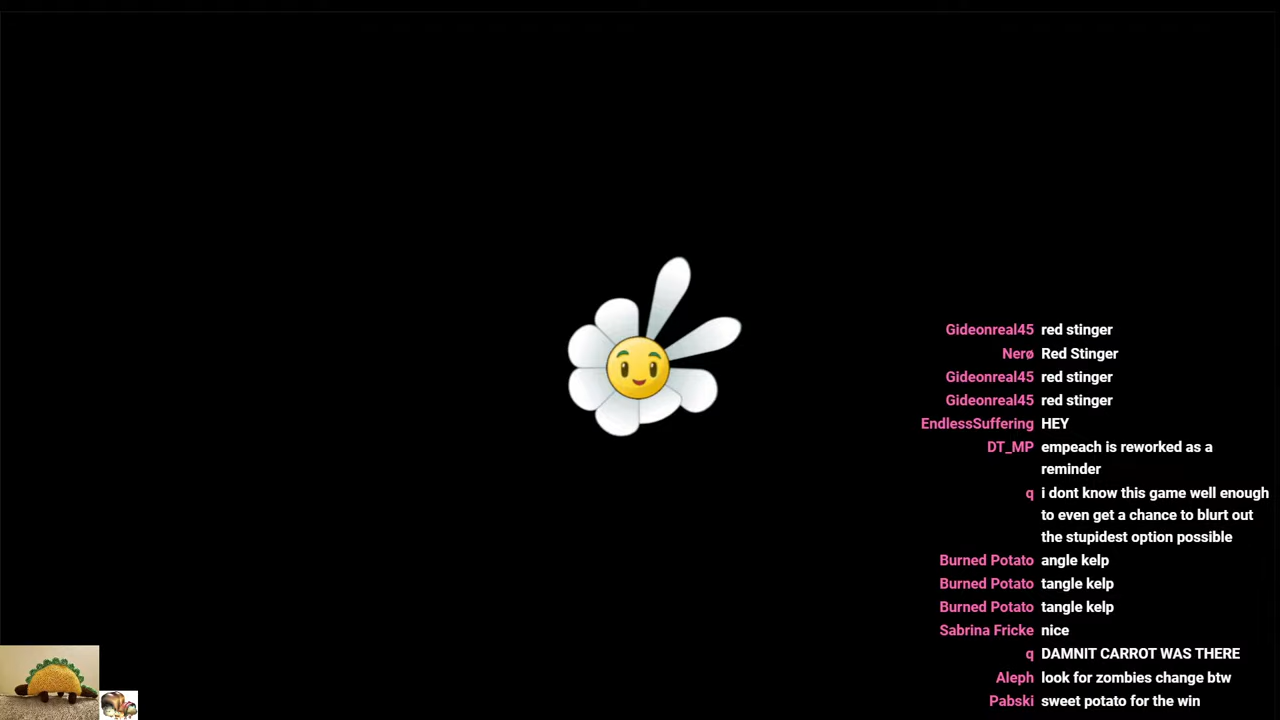 Gideonreal45 red stinger
Nerø Red Stinger
Gideonreal45 red stinger
Gideonreal45 red stinger
EndlessSuffering HEY
DT_MP empeach is reworked as a
reminder
q i dont know this game well enough
to even get a chance to blurt out
the stupidest option possible
Burned Potato angle kelp
Burned Potato tangle kelp
Burned Potato tangle kelp
Sabrina Fricke nice
q DAMNIT CARROT WAS THERE
Aleph look for zombies change btw
Pabski sweet potato for the win